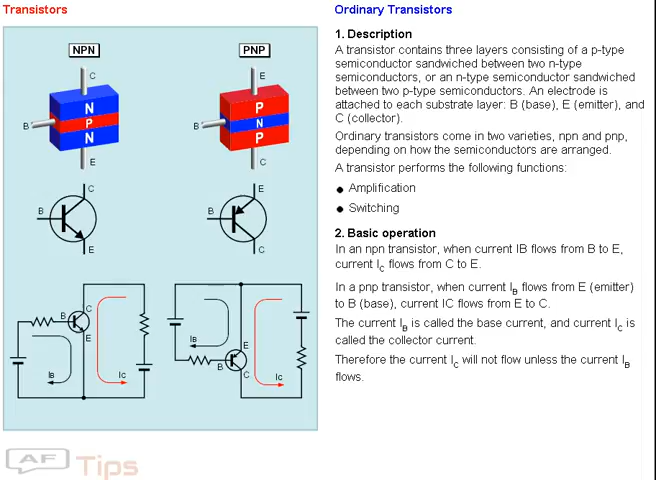 Transistors
NPN
PNP
C
N
P
N
B
E
E
P
N
P
B
C
C
B
E
E
B
C
C
B
E
IB
IC
IB
E
B
C
IC
Ordinary Transistors
1. Description
A transistor contains three layers consisting of a p-type
semiconductor sandwiched between two n-type
semiconductors, or an n-type semiconductor sandwiched
between two p-type semiconductors. An electrode is
attached to each substrate layer: B (base), E (emitter), and
C (collector).
Ordinary transistors come in two varieties, npn and pnp,
depending on how the semiconductors are arranged.
A transistor performs the following functions:
● Amplification
● Switching
2. Basic operation
In an npn transistor, when current IB flows from B to E,
current IC flows from C to E.
In a pnp transistor, when current IB flows from E (emitter)
to B (base), current IC flows from E to C.
The current IB is called the base current, and current IC is
called the collector current.
Therefore the current IC will not flow unless the current IB
flows.
AF Tips